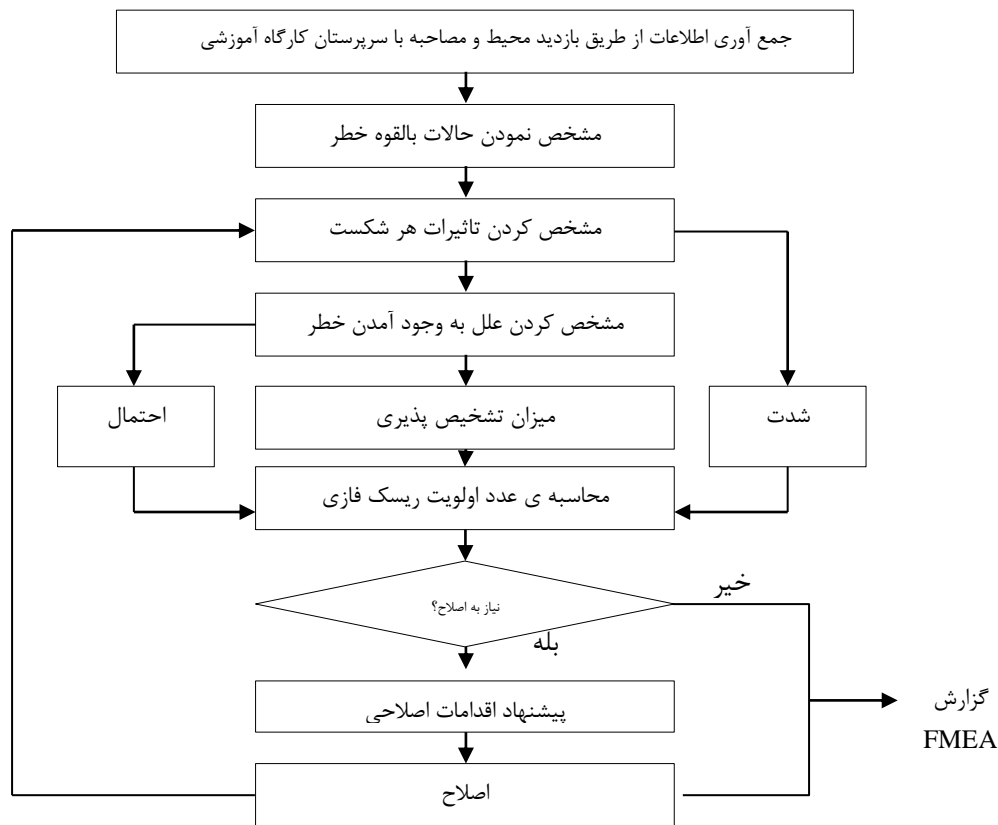 جمع آوری اطلاعات از طریق بازدید محیط و مصاحبه با سرپرستان کارگاه آموزشی
مشخص نمودن حالات بالقوه خطر
مشخص کردن تاثیرات هر شکست
مشخص کردن علل به وجود آمدن خطر
شدت
میزان تشخیص پذیری
احتمال
محاسبه ی عدد اولویت ریسک فازی
نیاز به اصلاح؟
خیر
بله
پیشنهاد اقدامات اصلاحی
گزارش
FMEA
اصلاح